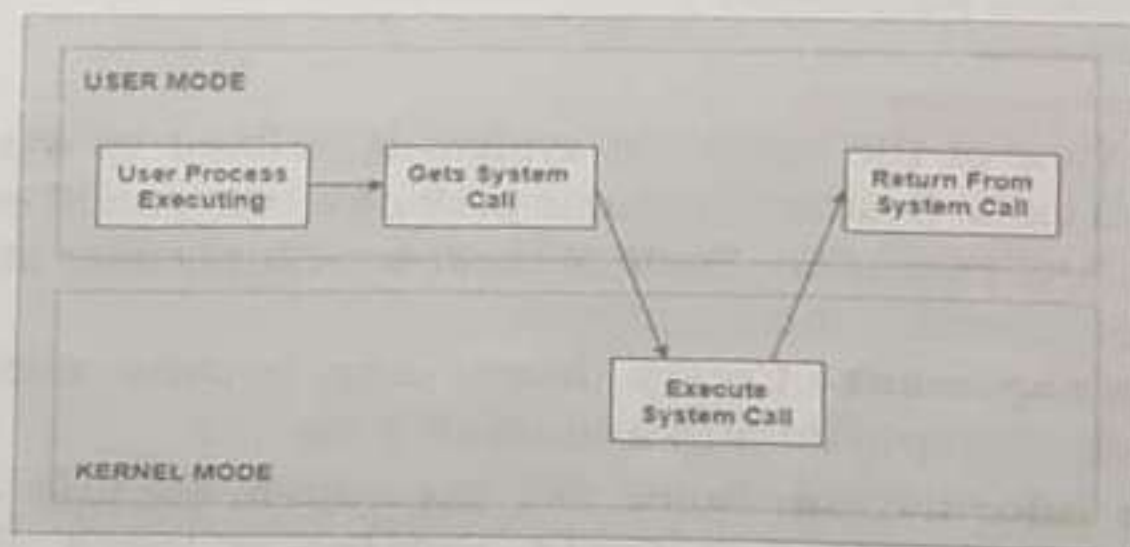 USER MODE
User Process
Executing
Gets System
Call
Return From
System Call
Execute
System Call
KERNEL MODE